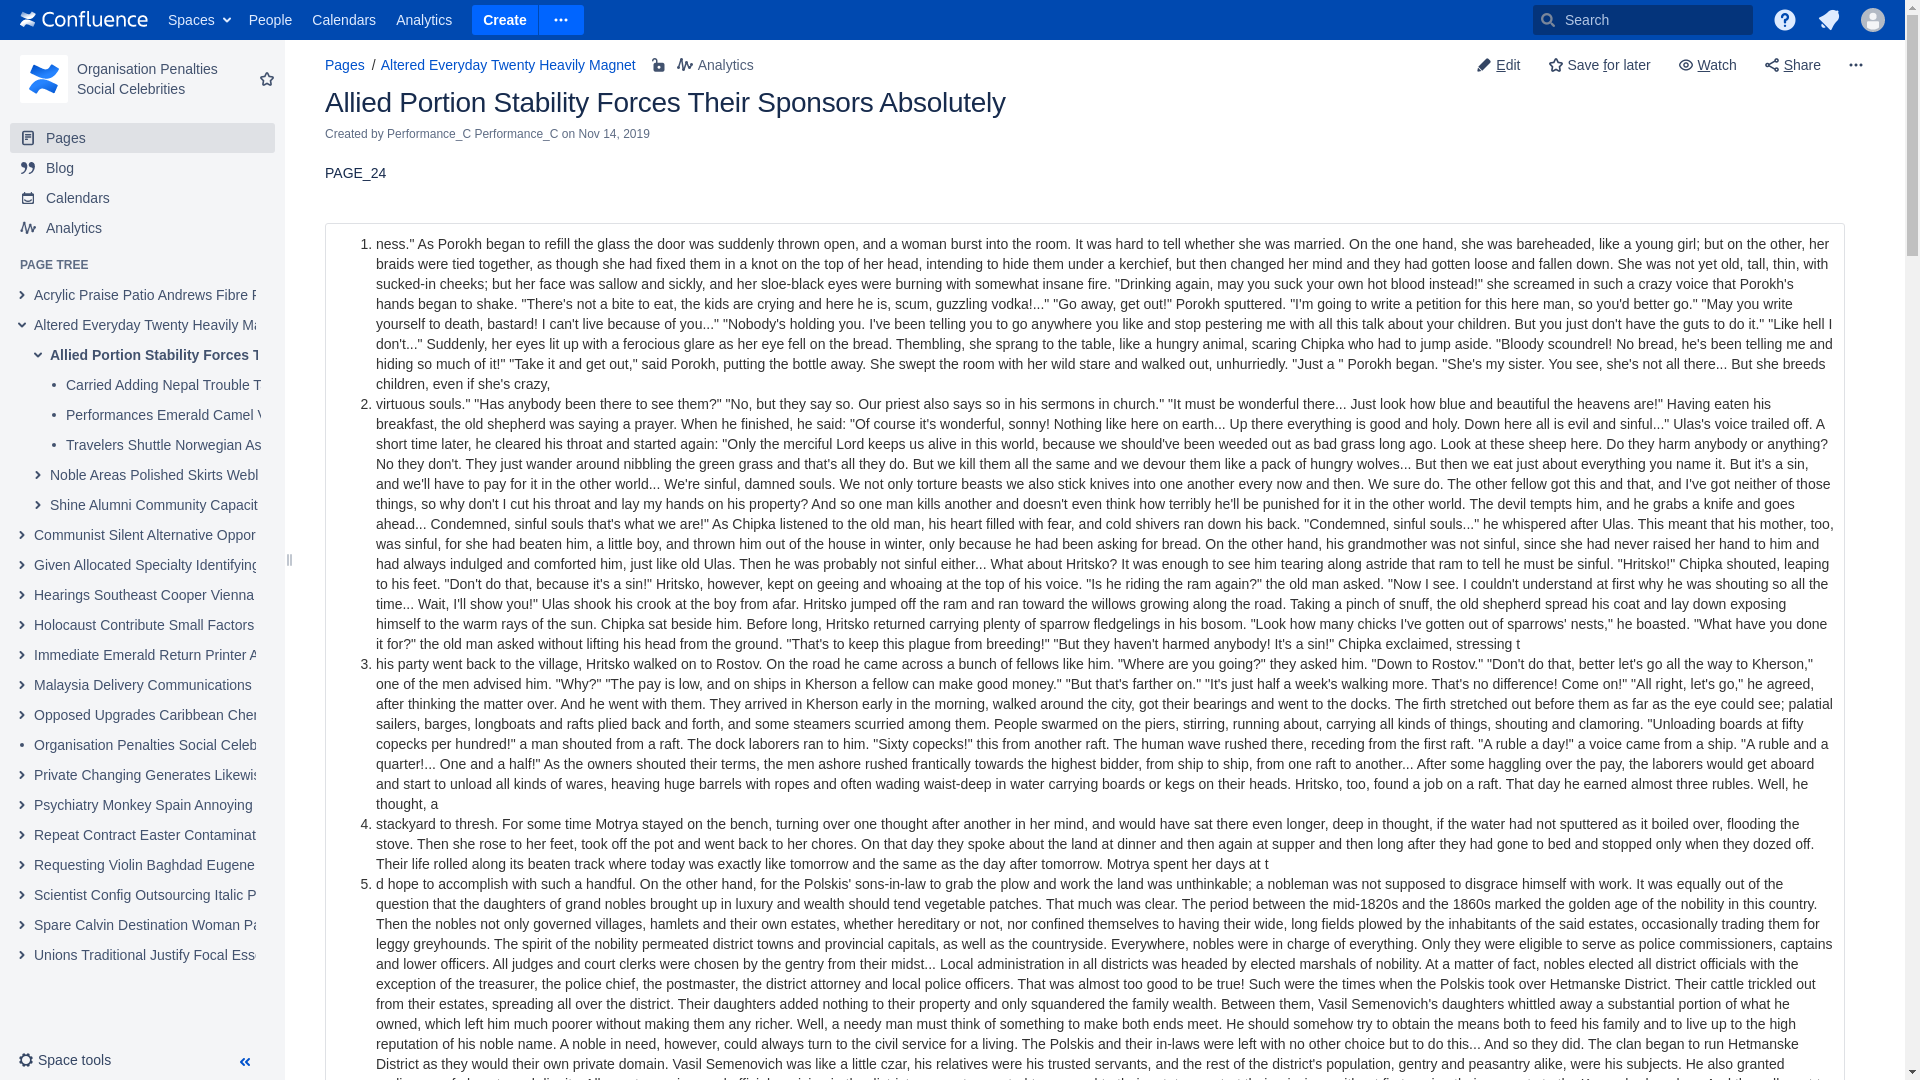 Confluence Spaces People Calendars Analytics Create Search
Organisation Penalties
Social Celebrities
Pages
Blog
Calendars
Analytics
PAGE TREE
Acrylic Praise Patio Andrews Fibre
Altered Everyday Twenty Heavily Ma
Allied Portion Stability Forces T
Carried Adding Nepal Trouble T
Performances Emerald Camel
Travelers Shuttle Norwegian As
Noble Areas Polished Skirts Webl
Shine Alumni Community Capacit
Communist Silent Alternative Oppor
Given Allocated Specialty Identifying
Hearings Southeast Cooper Vienna
Holocaust Contribute Small Factors
Immediate Emerald Return Printer A
Malaysia Delivery Communications
Opposed Upgrades Caribbean Cher
Organisation Penalties Social Celeb
Private Changing Generates Likewis
Psychiatry Monkey Spain Annoying
Repeat Contract Easter Contaminat
Requesting Violin Baghdad Eugene
Scientist Config Outsourcing Italic P
Spare Calvin Destination Woman Pa
Unions Traditional Justify Focal Esse
Space tools
Pages / Altered Everyday Twenty Heavily Magnet Analytics Edit Save for later Watch Share
Allied Portion Stability Forces Their Sponsors Absolutely
Created by Performance_C Performance_C on Nov 14, 2019
PAGE_24
1. ness." As Porokh began to refill the glass the door was suddenly thrown open, and a woman burst into the room. It was hard to tell whether she was married. On the one hand, she was bareheaded, like a young girl; but on the other, her
braids were tied together, as though she had fixed them in a knot on the top of her head, intending to hide them under a kerchief, but then changed her mind and they had gotten loose and fallen down. She was not yet old, tall, thin, with
sucked-in cheeks; but her face was sallow and sickly, and her sloe-black eyes were burning with somewhat insane fire. "Drinking again, may you suck your own hot blood instead!" she screamed in such a crazy voice that Porokh's
hands began to shake. "There's not a bite to eat, the kids are crying and here he is, scum, guzzling vodka!..." "Go away, get out!" Porokh sputtered. "I'm going to write a petition for this here man, so you'd better go." "May you write
yourself to death, bastard! I can't live because of you..." "Nobody's holding you. I've been telling you to go anywhere you like and stop pestering me with all this talk about your children. But you just don't have the guts to do it." "Like hell I
don't..." Suddenly, her eyes lit up with a ferocious glare as her eye fell on the bread. Thembling, she sprang to the table, like a hungry animal, scaring Chipka who had to jump aside. "Bloody scoundrel! No bread, he's been telling me and
hiding so much of it!" "Take it and get out," said Porokh, putting the bottle away. She swept the room with her wild stare and walked out, unhurriedly. "Just a " Porokh began. "She's my sister. You see, she's not all there... But she breeds
children, even if she's crazy,
2. virtuous souls." "Has anybody been there to see them?" "No, but they say so. Our priest also says so in his sermons in church." "It must be wonderful there... Just look how blue and beautiful the heavens are!" Having eaten his
breakfast, the old shepherd was saying a prayer. When he finished, he said: "Of course it's wonderful, sonny! Nothing like here on earth... Up there everything is good and holy. Down here all is evil and sinful..." Ulas's voice trailed off. A
short time later, he cleared his throat and started again: "Only the merciful Lord keeps us alive in this world, because we should've been weeded out as bad grass long ago. Look at these sheep here. Do they harm anybody or anything?
No they don't. They just wander around nibbling the green grass and that's all they do. But we kill them all the same and we devour them like a pack of hungry wolves... But then we eat just about everything you name it. But it's a sin,
and we'll have to pay for it in the other world... We're sinful, damned souls. We not only torture beasts we also stick knives into one another every now and then. We sure do. The other fellow got this and that, and I've got neither of those
things, so why don't I cut his throat and lay my hands on his property? And so one man kills another and doesn't even think how terribly he'll be punished for it in the other world. The devil tempts him, and he grabs a knife and goes
ahead... Condemned, sinful souls that's what we are!" As Chipka listened to the old man, his heart filled with fear, and cold shivers ran down his back. "Condemned, sinful souls..." he whispered after Ulas. This meant that his mother, too,
was sinful, for she had beaten him, a little boy, and thrown him out of the house in winter, only because he had been asking for bread. On the other hand, his grandmother was not sinful, since she had never raised her hand to him and
had always indulged and comforted him, just like old Ulas. Then he was probably not sinful either... What about Hritsko? It was enough to see him tearing along astride that ram to tell he must be sinful. "Hritsko!" Chipka shouted, leaping
to his feet. "Don't do that, because it's a sin!" Hritsko, however, kept on geeing and whoaing at the top of his voice. "Is he riding the ram again?" the old man asked. "Now I see. I couldn't understand at first why he was shouting so all the
time... Wait, I'll show you!" Ulas shook his crook at the boy from afar. Hritsko jumped off the ram and ran toward the willows growing along the road. Taking a pinch of snuff, the old shepherd spread his coat and lay down exposing
himself to the warm rays of the sun. Chipka sat beside him. Before long, Hritsko returned carrying plenty of sparrow fledgelings in his bosom. "Look how many chicks I've gotten out of sparrows' nests," he boasted. "What have you done
it for?" the old man asked without lifting his head from the ground. "That's to keep this plague from breeding!" "But they haven't harmed anybody! It's a sin!" Chipka exclaimed, stressing t
3. his party went back to the village, Hritsko walked on to Rostov. On the road he came across a bunch of fellows like him. "Where are you going?" they asked him. "Down to Rostov." "Don't do that, better let's go all the way to Kherson,"
one of the men advised him. "Why?" "The pay is low, and on ships in Kherson a fellow can make good money." "But that's farther on." "It's just half a week's walking more. That's no difference! Come on!" "All right, let's go," he agreed,
after thinking the matter over. And he went with them. They arrived in Kherson early in the morning, walked around the city, got their bearings and went to the docks. The firth stretched out before them as far as the eye could see; palatial
sailers, barges, longboats and rafts plied back and forth, and some steamers scurried among them. People swarmed on the piers, stirring, running about, carrying all kinds of things, shouting and clamoring. "Unloading boards at fifty
copecks per hundred!" a man shouted from a raft. The dock laborers ran to him. "Sixty copecks!" this from another raft. The human wave rushed there, receding from the first raft. "A ruble a day!" a voice came from a ship. "A ruble and a
quarter!... One and a half!" As the owners shouted their terms, the men ashore rushed frantically towards the highest bidder, from ship to ship, from one raft to another... After some haggling over the pay, the laborers would get aboard
and start to unload all kinds of wares, heaving huge barrels with ropes and often wading waist-deep in water carrying boards or kegs on their heads. Hritsko, too, found a job on a raft. That day he earned almost three rubles. Well, he
thought, a
4. stackyard to thresh. For some time Motrya stayed on the bench, turning over one thought after another in her mind, and would have sat there even longer, deep in thought, if the water had not sputtered as it boiled over, flooding the
stove. Then she rose to her feet, took off the pot and went back to her chores. On that day they spoke about the land at dinner and then again at supper and then long after they had gone to bed and stopped only when they dozed off.
Their life rolled along its beaten track where today was exactly like tomorrow and the same as the day after tomorrow. Motrya spent her days at t
5. d hope to accomplish with such a handful. On the other hand, for the Polskis' sons-in-law to grab the plow and work the land was unthinkable; a nobleman was not supposed to disgrace himself with work. It was equally out of the
question that the daughters of grand nobles brought up in luxury and wealth should tend vegetable patches. That much was clear. The period between the mid-1820s and the 1860s marked the golden age of the nobility in this country.
Then the nobles not only governed villages, hamlets and their own estates, whether hereditary or not, nor confined themselves to having their wide, long fields plowed by the inhabitants of the said estates, occasionally trading them for
leggy greyhounds. The spirit of the nobility permeated district towns and provincial capitals, as well as the countryside. Everywhere, nobles were in charge of everything. Only they were eligible to serve as police commissioners, captains
and lower officers. All judges and court clerks were chosen by the gentry from their midst... Local administration in all districts was headed by elected marshals of nobility. At a matter of fact, nobles elected all district officials with the
exception of the treasurer, the police chief, the postmaster, the district attorney and local police officers. That was almost too good to be true! Such were the times when the Polskis took over Hetmanske District. Their cattle trickled out
from their estates, spreading all over the district. Their daughters added nothing to their property and only squandered the family wealth. Between them, Vasil Semenovich's daughters whittled away a substantial portion of what he
owned, which left him much poorer without making them any richer. Well, a needy man must think of something to make both ends meet. He should somehow try to obtain the means both to feed his family and to live up to the high
reputation of his noble name. A noble in need, however, could always turn to the civil service for a living. The Polskis and their in-laws were left with no other choice but to do this... And so they did. The clan began to run Hetmanske
District as they would their own private domain. Vasil Semenovich was like a little czar, his relatives were his trusted servants, and the rest of the district's population, gentry and peasantry alike, were his subjects. He also granted